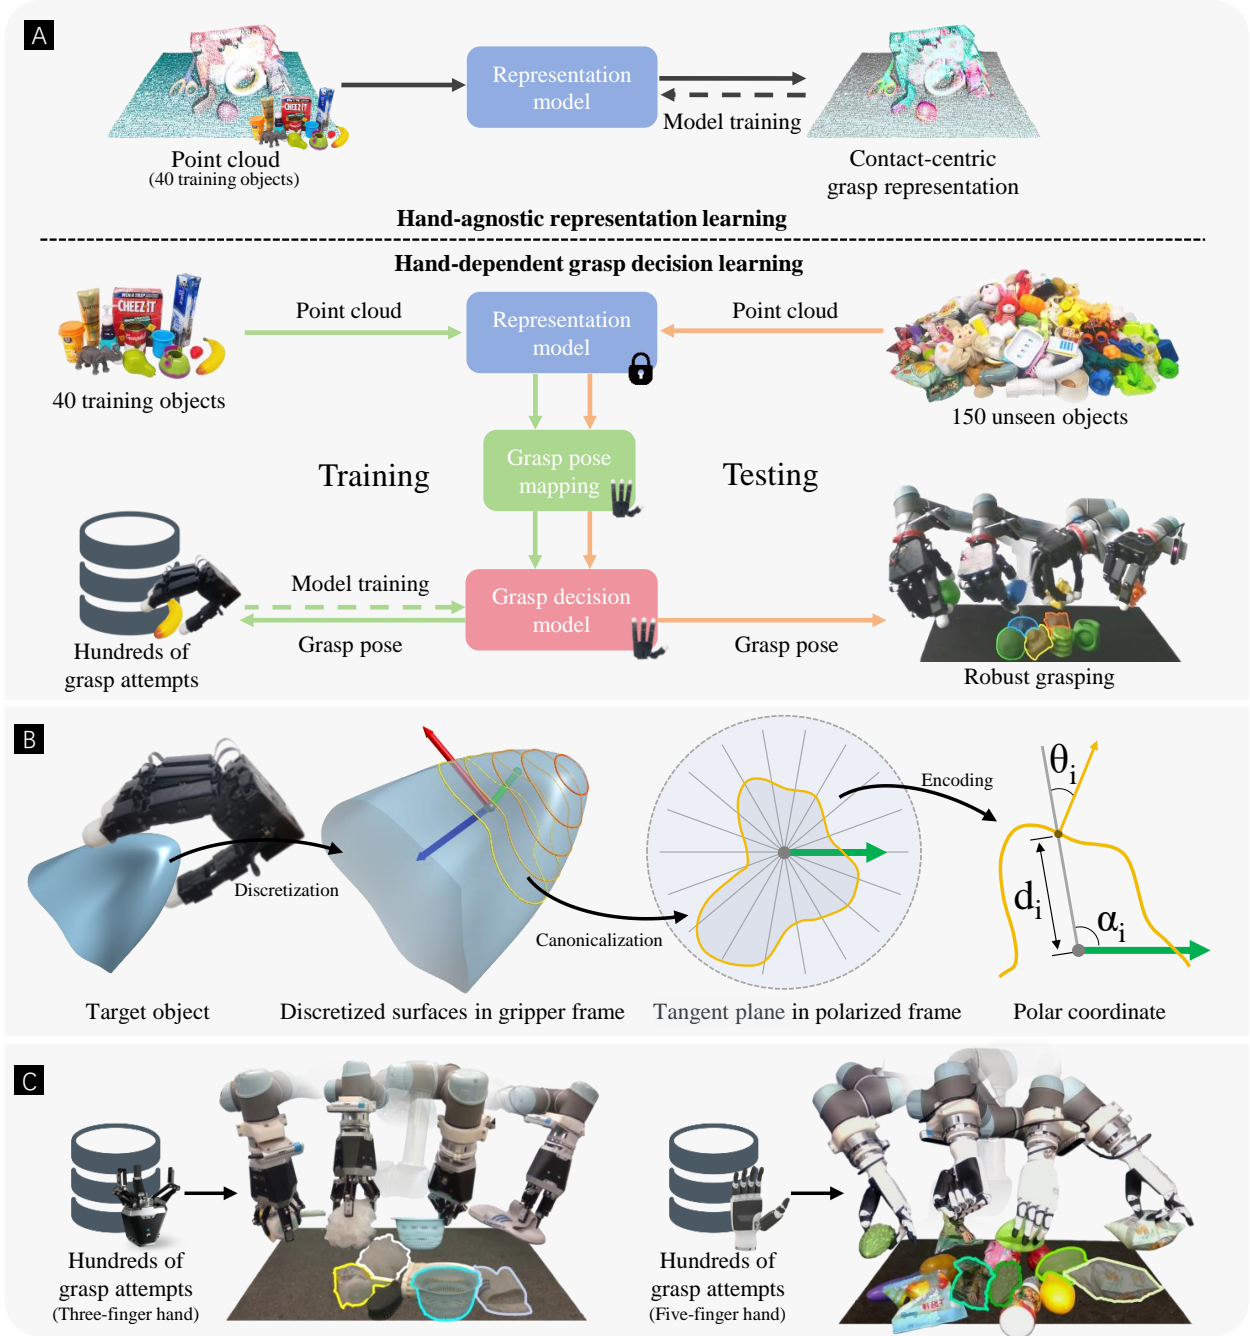 A
CHEEZ IT
Representation
model
Model training
Point cloud
(40 training objects)
Contact-centric
grasp representation
Hand-agnostic representation learning
Hand-dependent grasp decision learning
CHEEZ IT
Point cloud
Representation
model
Point cloud
40 training objects
150 unseen objects
Training
Grasp pose
mapping
Testing
Model training
Grasp decision
model
Grasp pose
Grasp pose
Hundreds of
grasp attempts
Robust grasping
B
Discretization
Canonicalization
Encoding
θi
di
αi
Target object
Discretized surfaces in gripper frame
Tangent plane in polarized frame
Polar coordinate
C
Hundreds of
grasp attempts
(Three-finger hand)
Hundreds of
grasp attempts
(Five-finger hand)